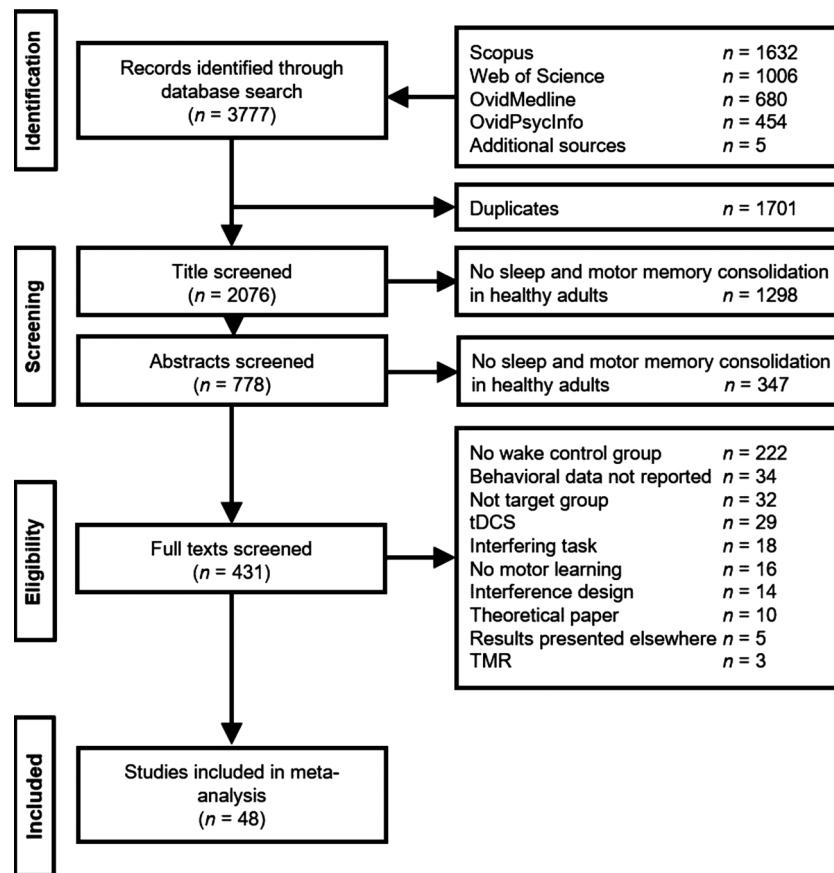 Identification
Records identified through
database search
(n = 3777)
Scopus n = 1632
Web of Science n = 1006
OvidMedline n = 680
OvidPsycInfo n = 454
Additional sources n = 5
Duplicates n = 1701
Screening
Title screened
(n = 2076)
No sleep and motor memory consolidation
in healthy adults n = 1298
Abstracts screened
(n = 778)
No sleep and motor memory consolidation
in healthy adults n = 347
Eligibility
Full texts screened
(n = 431)
No wake control group n = 222
Behavioral data not reported n = 34
Not target group n = 32
tDCS n = 29
Interfering task n = 18
No motor learning n = 16
Interference design n = 14
Theoretical paper n = 10
Results presented elsewhere n = 5
TMR n = 3
Included
Studies included in meta-
analysis
(n = 48)